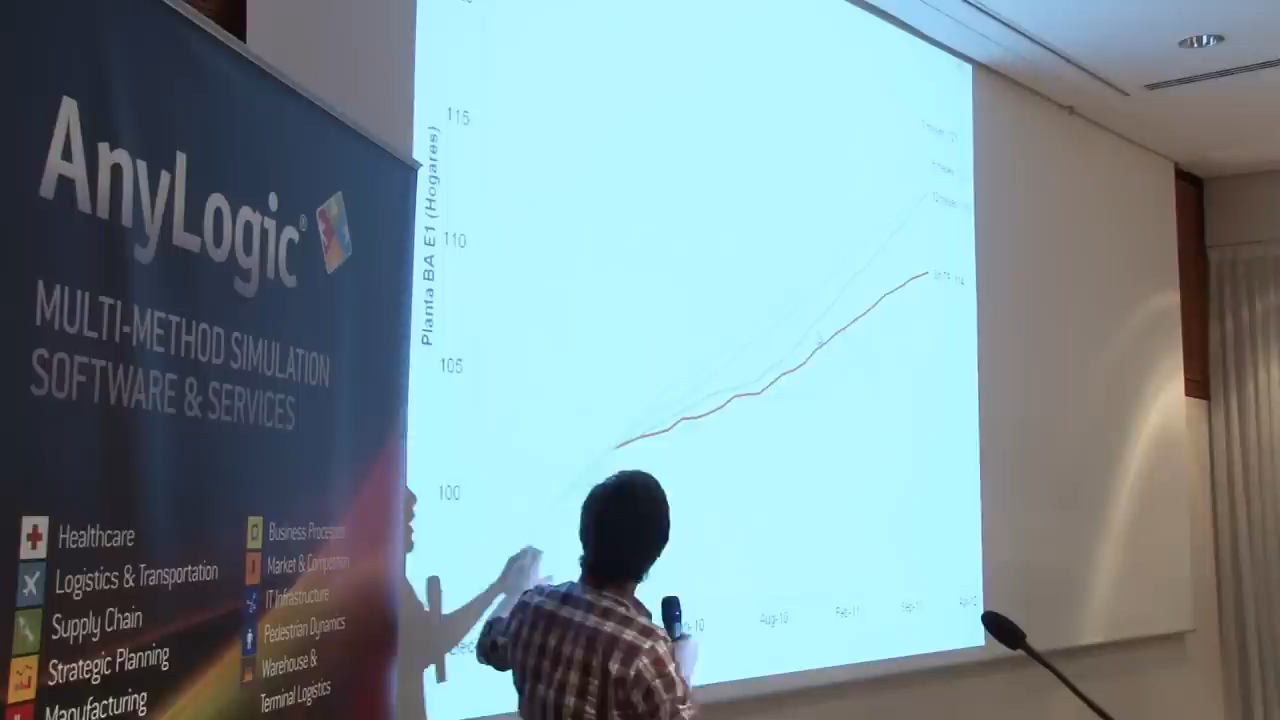 AnyLogic®
MULTI-METHOD SIMULATION
SOFTWARE & SERVICES
Healthcare
Logistics & Transportation
Supply Chain
Strategic Planning
Manufacturing
Business Processes
Market & Competition
IT Infrastructure
Pedestrian Dynamics
Warehouse &
Terminal Logistics
Planta BA E1 (Hogares)
115
110
105
100
Aug-10
Feb-11